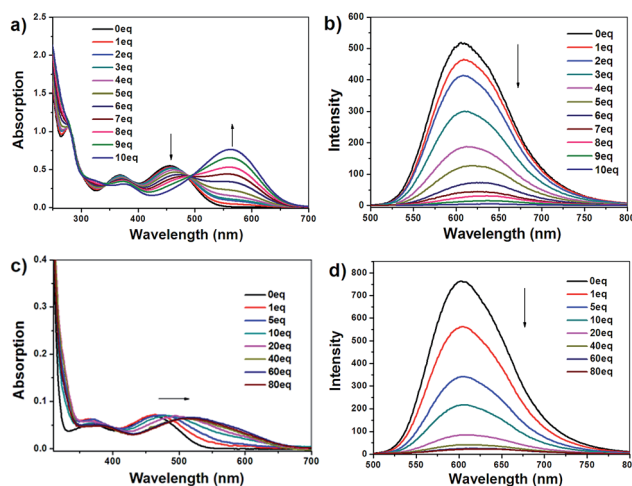 a)
2.5
2.0
1.5
1.0
0.5
0.0
Absorption
0eq
1eq
2eq
3eq
4eq
5eq
6eq
7eq
8eq
9eq
10eq
300 400 500 600 700
Wavelength (nm)
b)
600
500
400
300
200
100
0
Intensity
0eq
1eq
2eq
3eq
4eq
5eq
6eq
7eq
8eq
9eq
10eq
500 550 600 650 700 750 80
Wavelength (nm)
c)
0.4
0.3
0.2
0.1
0.0
Absorption
0eq
1eq
5eq
10eq
20eq
40eq
60eq
80eq
400 500 600 700
Wavelength (nm)
d)
800
700
600
500
400
300
200
100
0
Intensity
0eq
1eq
5eq
10eq
20eq
40eq
60eq
80eq
500 550 600 650 700 750 80
Wavelength (nm)